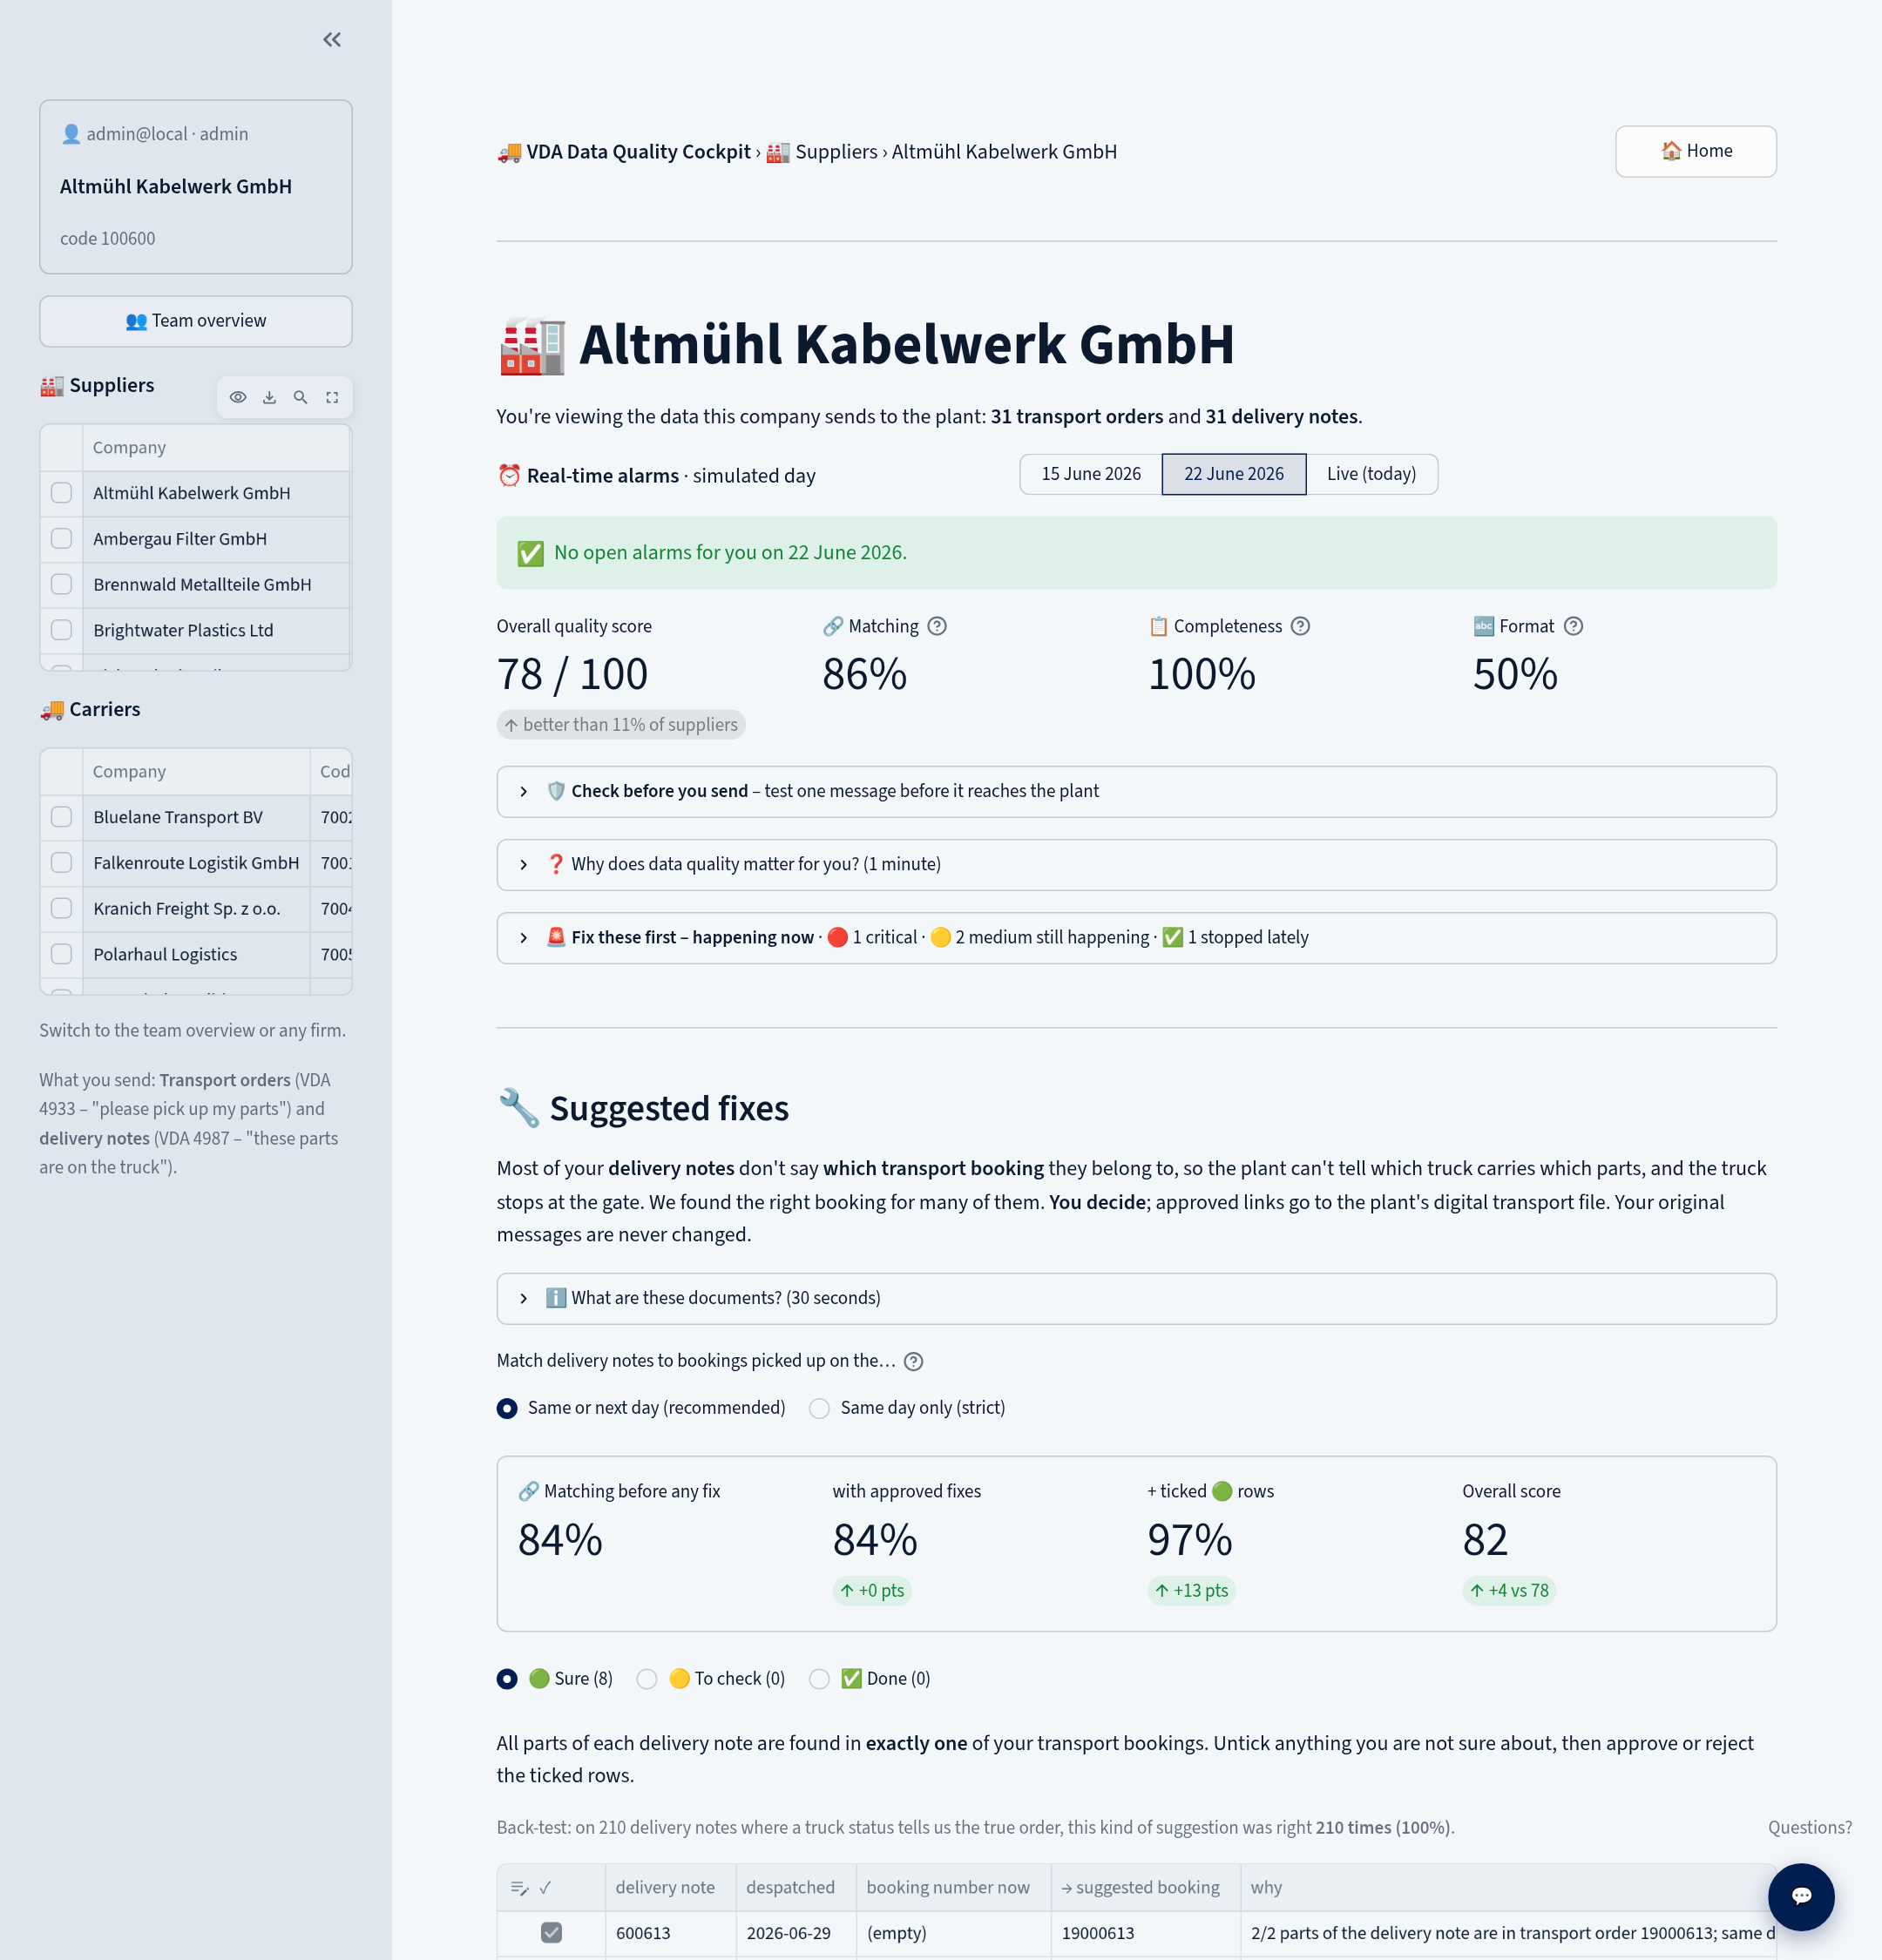 👤 admin@local · admin
Altmühl Kabelwerk GmbH
code 100600
👥 Team overview
🏭 Suppliers
Company
Altmühl Kabelwerk GmbH
Ambergau Filter GmbH
Brennwald Metallteile GmbH
Brightwater Plastics Ltd
🚚 Carriers
Company Cod
Bluelane Transport BV 7002
Falkenroute Logistik GmbH 7001
Kranich Freight Sp. z o.o. 7004
Polarhaul Logistics 7005
Switch to the team overview or any firm.
What you send: Transport orders (VDA
4933 – "please pick up my parts") and
delivery notes (VDA 4987 – "these parts
are on the truck").
🚚 VDA Data Quality Cockpit › 🏭 Suppliers › Altmühl Kabelwerk GmbH
🏠 Home
🏭 Altmühl Kabelwerk GmbH
You're viewing the data this company sends to the plant: 31 transport orders and 31 delivery notes.
⏰ Real-time alarms · simulated day
15 June 2026 22 June 2026 Live (today)
✅ No open alarms for you on 22 June 2026.
Overall quality score 🔗 Matching 📋 Completeness 🔤 Format
78 / 100 86% 100% 50%
↑ better than 11% of suppliers
🛡️ Check before you send – test one message before it reaches the plant
❓ Why does data quality matter for you? (1 minute)
🚨 Fix these first – happening now · 🔴 1 critical · 🟡 2 medium still happening · ✅ 1 stopped lately
🔧 Suggested fixes
Most of your delivery notes don't say which transport booking they belong to, so the plant can't tell which truck carries which parts, and the truck
stops at the gate. We found the right booking for many of them. You decide; approved links go to the plant's digital transport file. Your original
messages are never changed.
ℹ️ What are these documents? (30 seconds)
Match delivery notes to bookings picked up on the…
Same or next day (recommended) Same day only (strict)
🔗 Matching before any fix with approved fixes + ticked 🟢 rows Overall score
84% 84% 97% 82
↑ +0 pts ↑ +13 pts ↑ +4 vs 78
🟢 Sure (8) 🟡 To check (0) ✅ Done (0)
All parts of each delivery note are found in exactly one of your transport bookings. Untick anything you are not sure about, then approve or reject
the ticked rows.
Back-test: on 210 delivery notes where a truck status tells us the true order, this kind of suggestion was right 210 times (100%).
Questions?
✓ delivery note despatched booking number now → suggested booking why
600613 2026-06-29 (empty) 19000613 2/2 parts of the delivery note are in transport order 19000613; same d